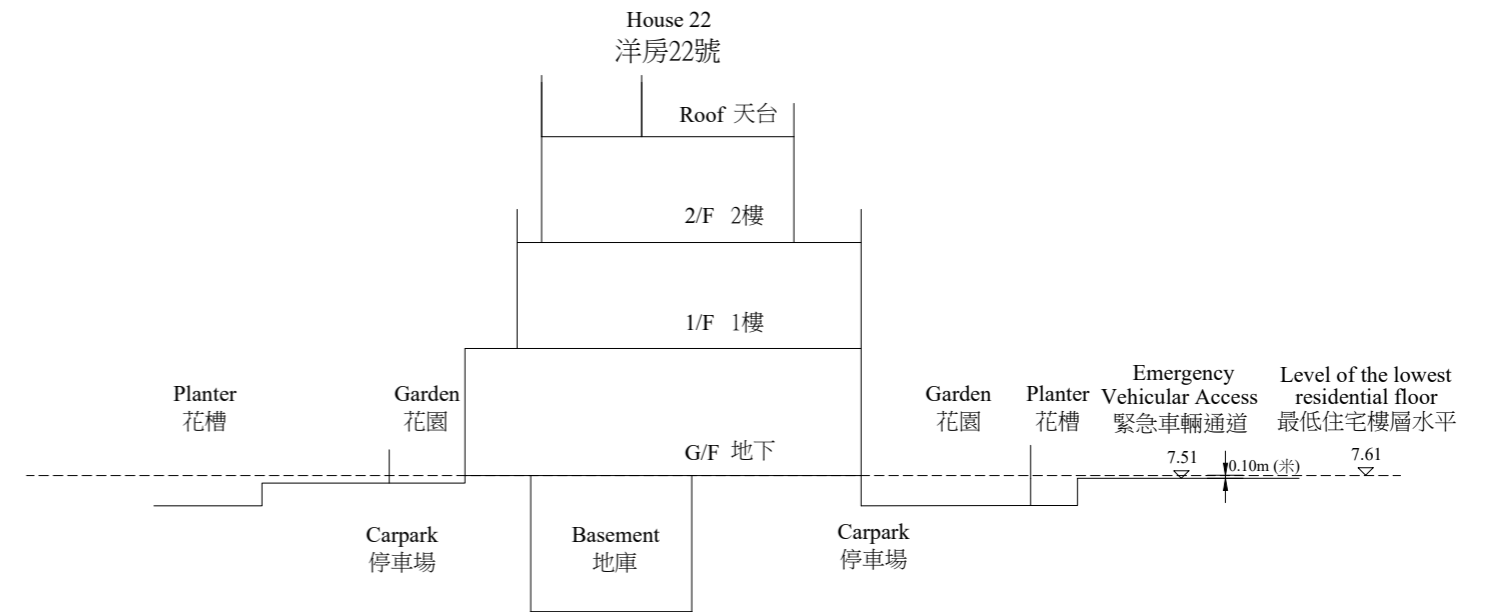 House 22
洋房22號
Roof 天台
2/F 2樓
1/F 1樓
Planter
花槽
Garden
花園
G/F 地下
Garden
花園
Planter
花槽
Emergency
Vehicular Access
緊急車輛通道
Level of the lowest
residential floor
最低住宅樓層水平
7.51
0.10m (米)
7.61
Carpark
停車場
Basement
地庫
Carpark
停車場